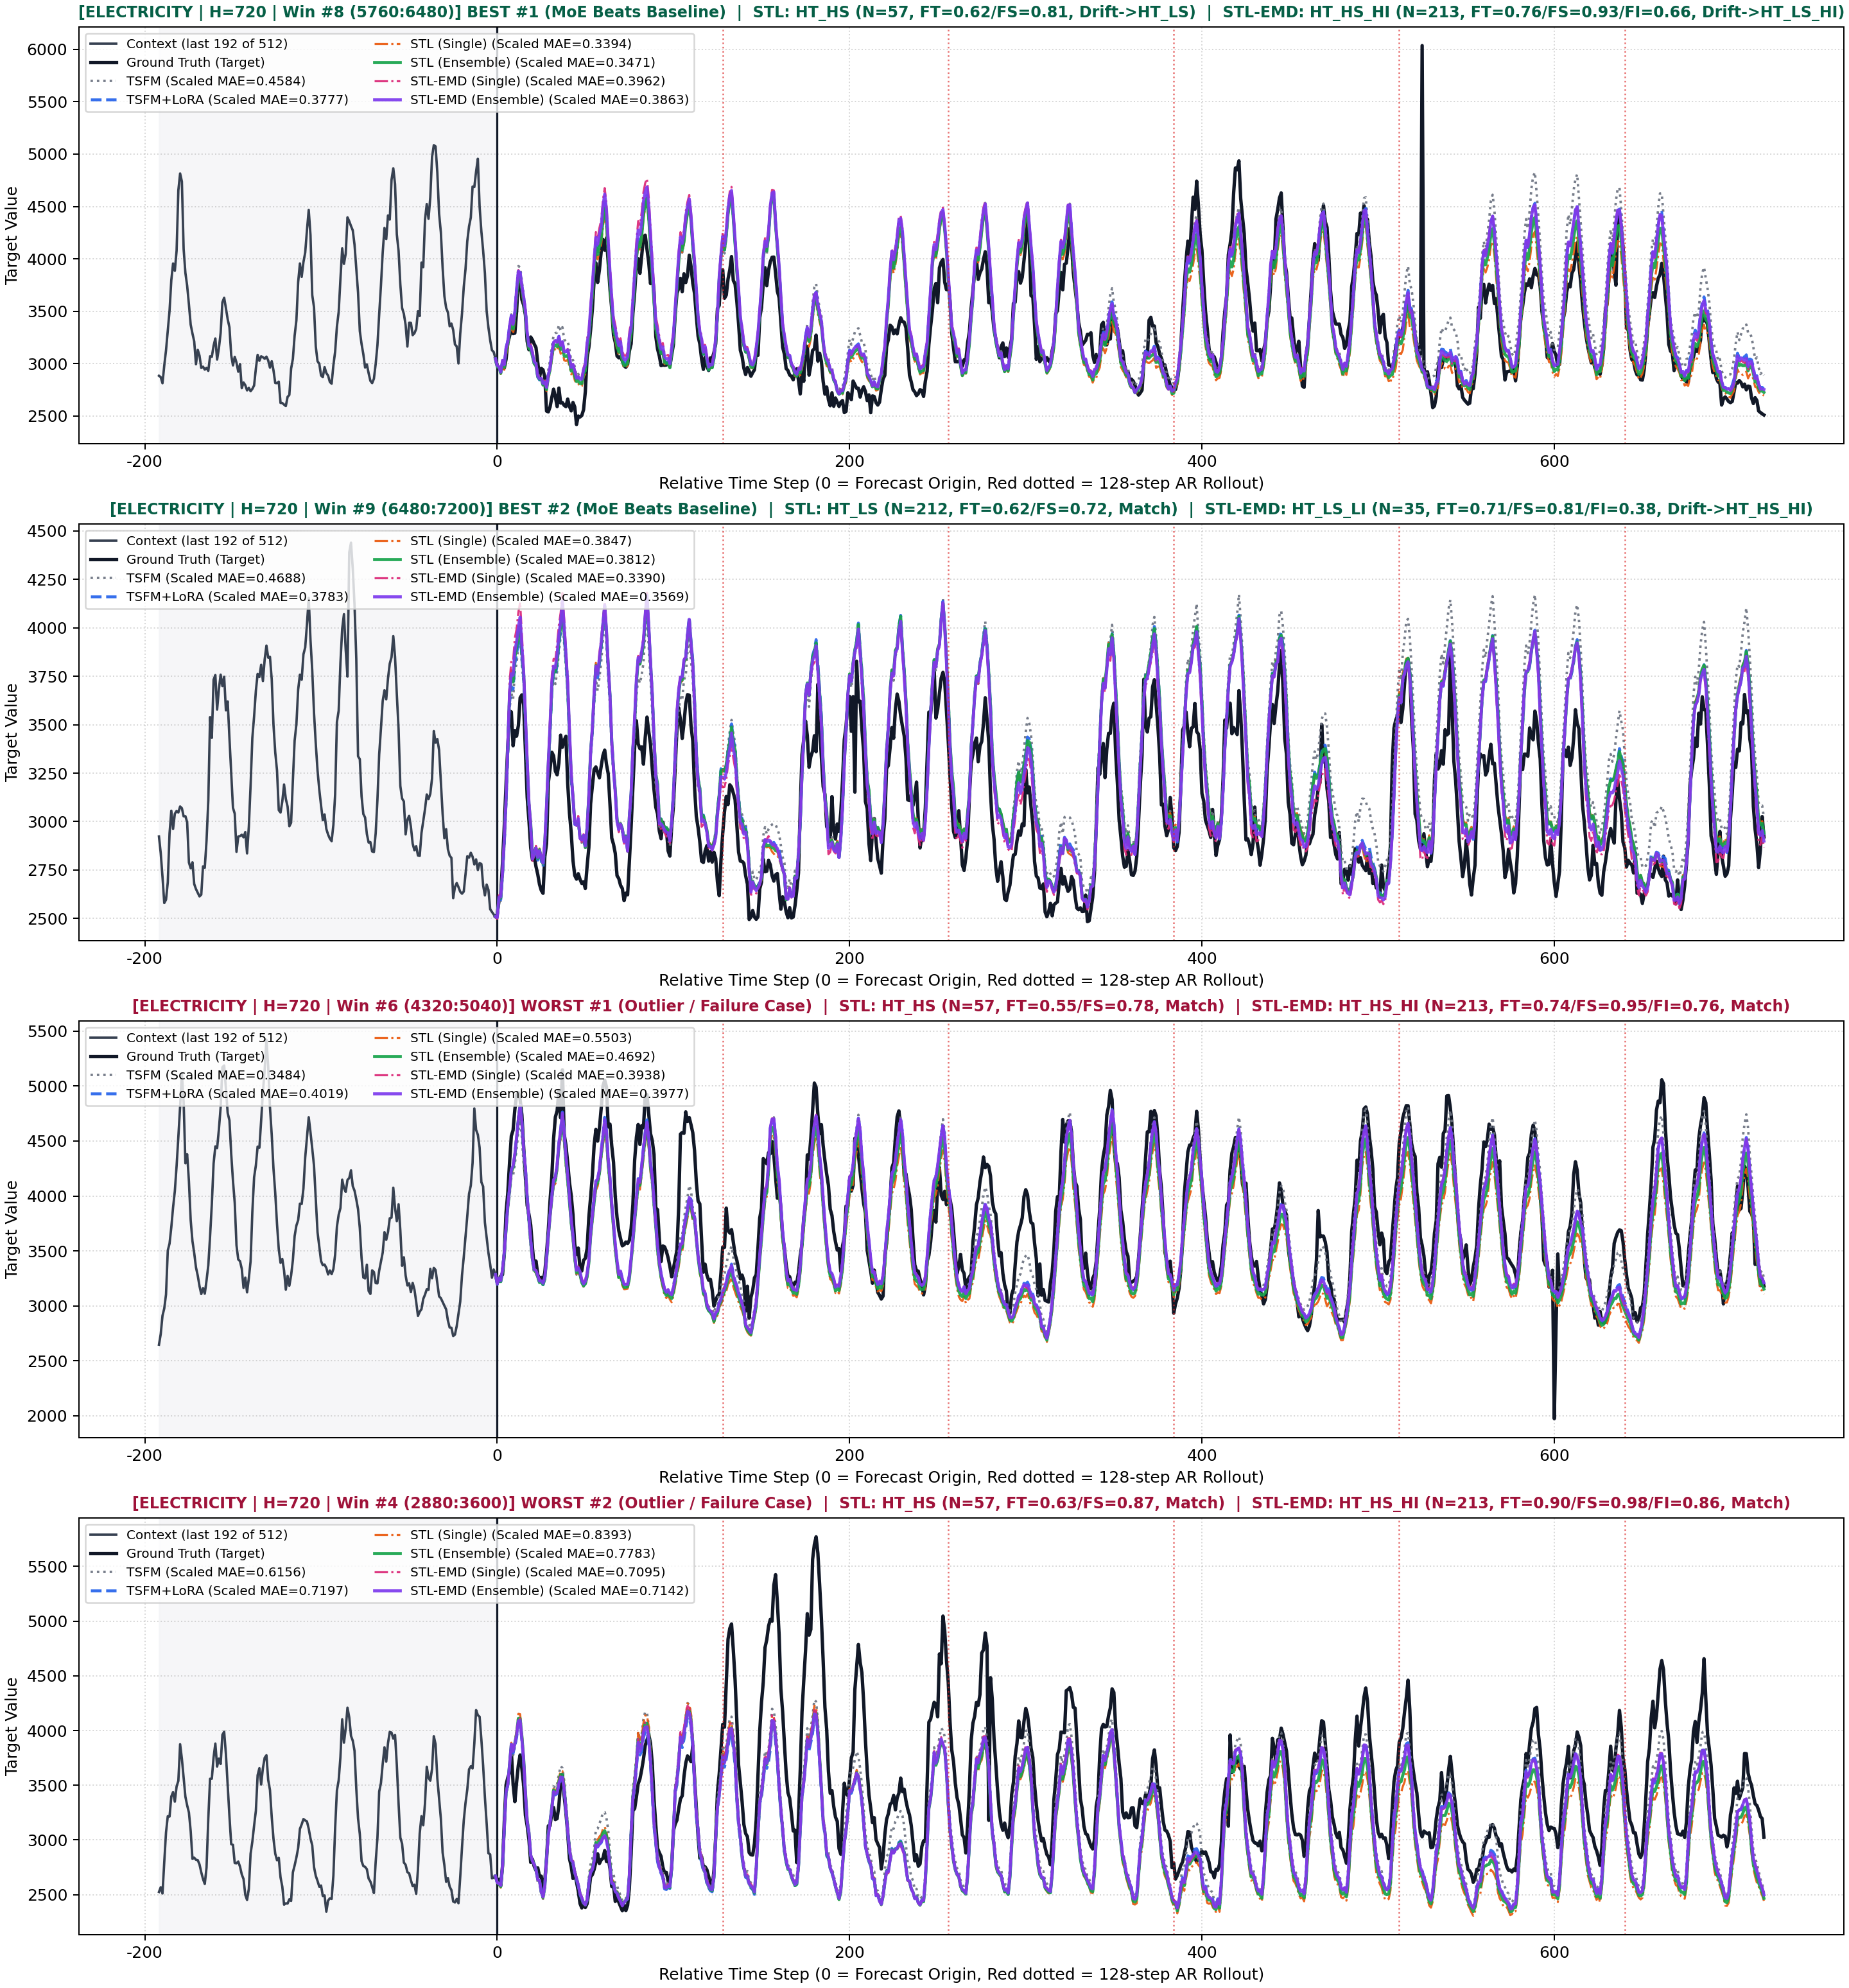 [ELECTRICITY | H=720 | Win #8 (5760:6480)] BEST #1 (MoE Beats Baseline) | STL: HT_HS (N=57, FT=0.62/FS=0.81, Drift->HT_LS) | STL-EMD: HT_HS_HI (N=213, FT=0.76/FS=0.93/FI=0.66, Drift->HT_LS_HI)
Context (last 192 of 512)
Ground Truth (Target)
TSFM (Scaled MAE=0.4584)
TSFM+LoRA (Scaled MAE=0.3777)
STL (Single) (Scaled MAE=0.3394)
STL (Ensemble) (Scaled MAE=0.3471)
STL-EMD (Single) (Scaled MAE=0.3962)
STL-EMD (Ensemble) (Scaled MAE=0.3863)
Target Value
6000
5500
5000
4500
4000
3500
3000
2500
-200 0 200 400 600
Relative Time Step (0 = Forecast Origin, Red dotted = 128-step AR Rollout)
[ELECTRICITY | H=720 | Win #9 (6480:7200)] BEST #2 (MoE Beats Baseline) | STL: HT_LS (N=212, FT=0.62/FS=0.72, Match) | STL-EMD: HT_LS_LI (N=35, FT=0.71/FS=0.81/FI=0.38, Drift->HT_HS_HI)
Context (last 192 of 512)
Ground Truth (Target)
TSFM (Scaled MAE=0.4688)
TSFM+LoRA (Scaled MAE=0.3783)
STL (Single) (Scaled MAE=0.3847)
STL (Ensemble) (Scaled MAE=0.3812)
STL-EMD (Single) (Scaled MAE=0.3390)
STL-EMD (Ensemble) (Scaled MAE=0.3569)
Target Value
4500
4250
4000
3750
3500
3250
3000
2750
2500
-200 0 200 400 600
Relative Time Step (0 = Forecast Origin, Red dotted = 128-step AR Rollout)
[ELECTRICITY | H=720 | Win #6 (4320:5040)] WORST #1 (Outlier / Failure Case) | STL: HT_HS (N=57, FT=0.55/FS=0.78, Match) | STL-EMD: HT_HS_HI (N=213, FT=0.74/FS=0.95/FI=0.76, Match)
Context (last 192 of 512)
Ground Truth (Target)
TSFM (Scaled MAE=0.3484)
TSFM+LoRA (Scaled MAE=0.4019)
STL (Single) (Scaled MAE=0.5503)
STL (Ensemble) (Scaled MAE=0.4692)
STL-EMD (Single) (Scaled MAE=0.3938)
STL-EMD (Ensemble) (Scaled MAE=0.3977)
Target Value
5500
5000
4500
4000
3500
3000
2500
2000
-200 0 200 400 600
Relative Time Step (0 = Forecast Origin, Red dotted = 128-step AR Rollout)
[ELECTRICITY | H=720 | Win #4 (2880:3600)] WORST #2 (Outlier / Failure Case) | STL: HT_HS (N=57, FT=0.63/FS=0.87, Match) | STL-EMD: HT_HS_HI (N=213, FT=0.90/FS=0.98/FI=0.86, Match)
Context (last 192 of 512)
Ground Truth (Target)
TSFM (Scaled MAE=0.6156)
TSFM+LoRA (Scaled MAE=0.7197)
STL (Single) (Scaled MAE=0.8393)
STL (Ensemble) (Scaled MAE=0.7783)
STL-EMD (Single) (Scaled MAE=0.7095)
STL-EMD (Ensemble) (Scaled MAE=0.7142)
Target Value
5500
5000
4500
4000
3500
3000
2500
-200 0 200 400 600
Relative Time Step (0 = Forecast Origin, Red dotted = 128-step AR Rollout)